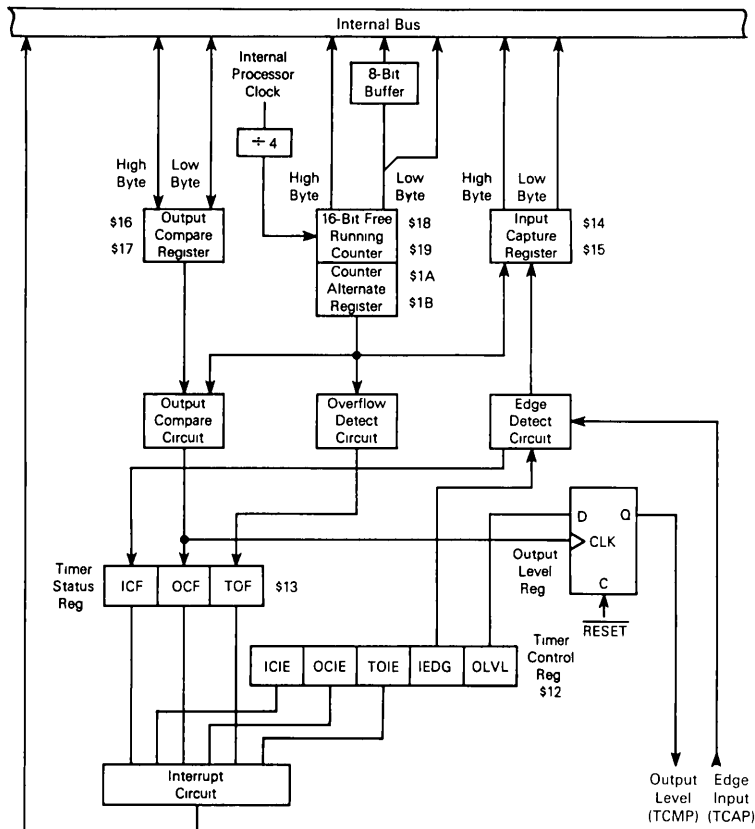 Internal Bus
Internal
Processor
Clock
8-Bit
Buffer
÷ 4
High
Byte
Low
Byte
High
Byte
Low
Byte
High
Byte
Low
Byte
$16
$17
Output
Compare
Register
16-Bit Free
Running
Counter
$18
$19
Counter
Alternate
Register
$1A
$1B
Input
Capture
Register
$14
$15
Output
Compare
Circuit
Overflow
Detect
Circuit
Edge
Detect
Circuit
D
Q
CLK
C
Output
Level
Reg
RESET
Timer
Status
Reg
ICF
OCF
TOF
$13
ICIE
OCIE
TOIE
IEDG
OLVL
Timer
Control
Reg
$12
Interrupt
Circuit
Output
Level
(TCMP)
Edge
Input
(TCAP)